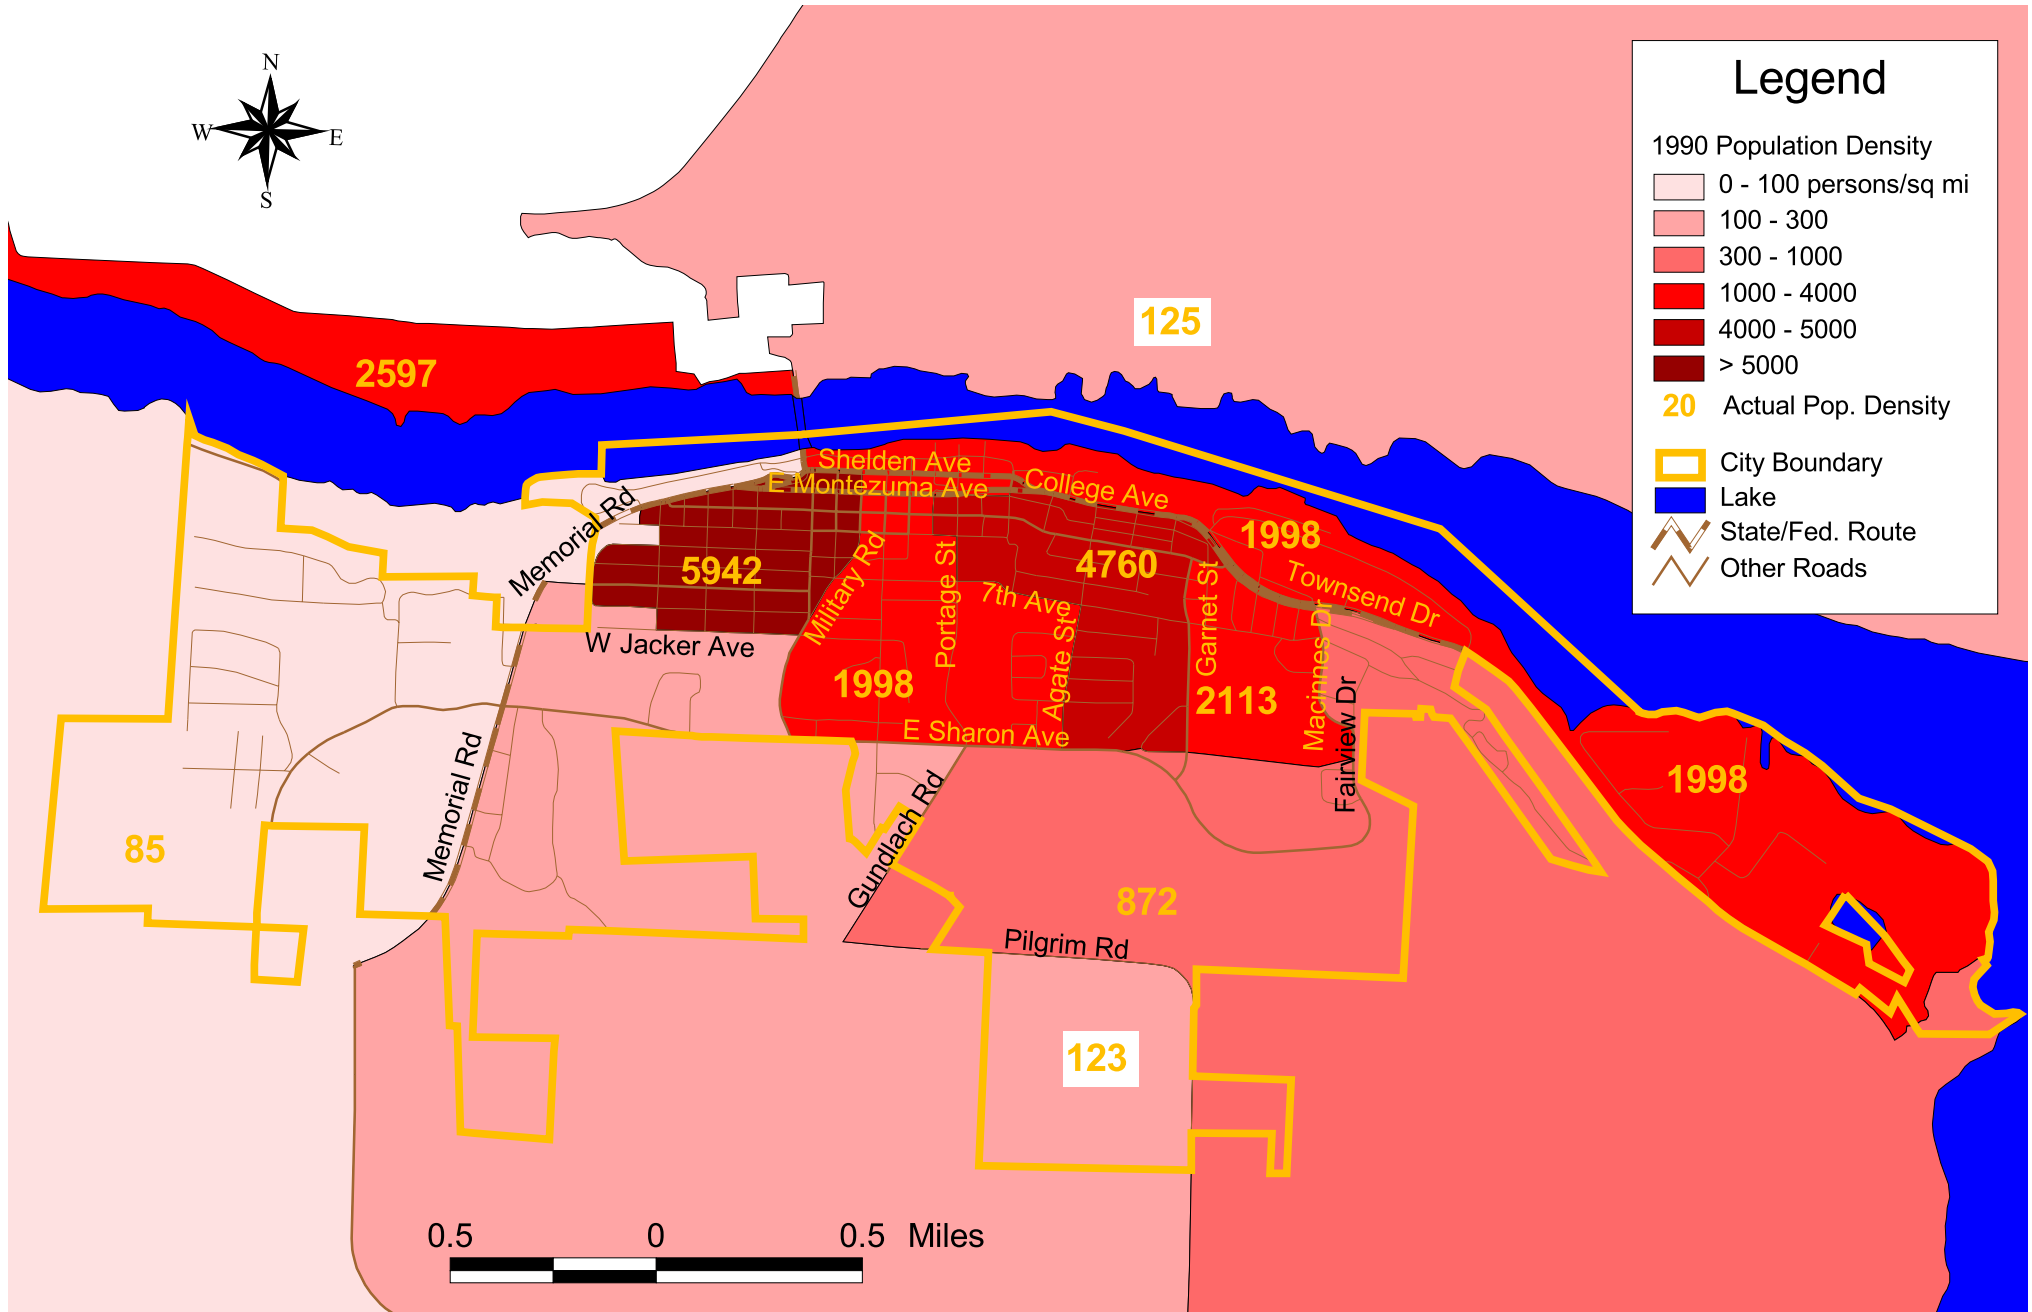 N
W
E
S
Legend
1990 Population Density
0 - 100 persons/sq mi
100 - 300
300 - 1000
1000 - 4000
4000 - 5000
> 5000
20 Actual Pop. Density
City Boundary
Lake
State/Fed. Route
Other Roads
125
2597
Shelden Ave
E Montezuma Ave
College Ave
Memorial Rd
5942
Military Rd
Portage St
4760
1998
7th Ave
Agate St
Garnet St
Townsend Dr
Macinnes Dr
W Jacker Ave
1998
2113
Fairview Dr
E Sharon Ave
1998
Memorial Rd
85
Gundlach Rd
872
Pilgrim Rd
123
0.5 0 0.5 Miles